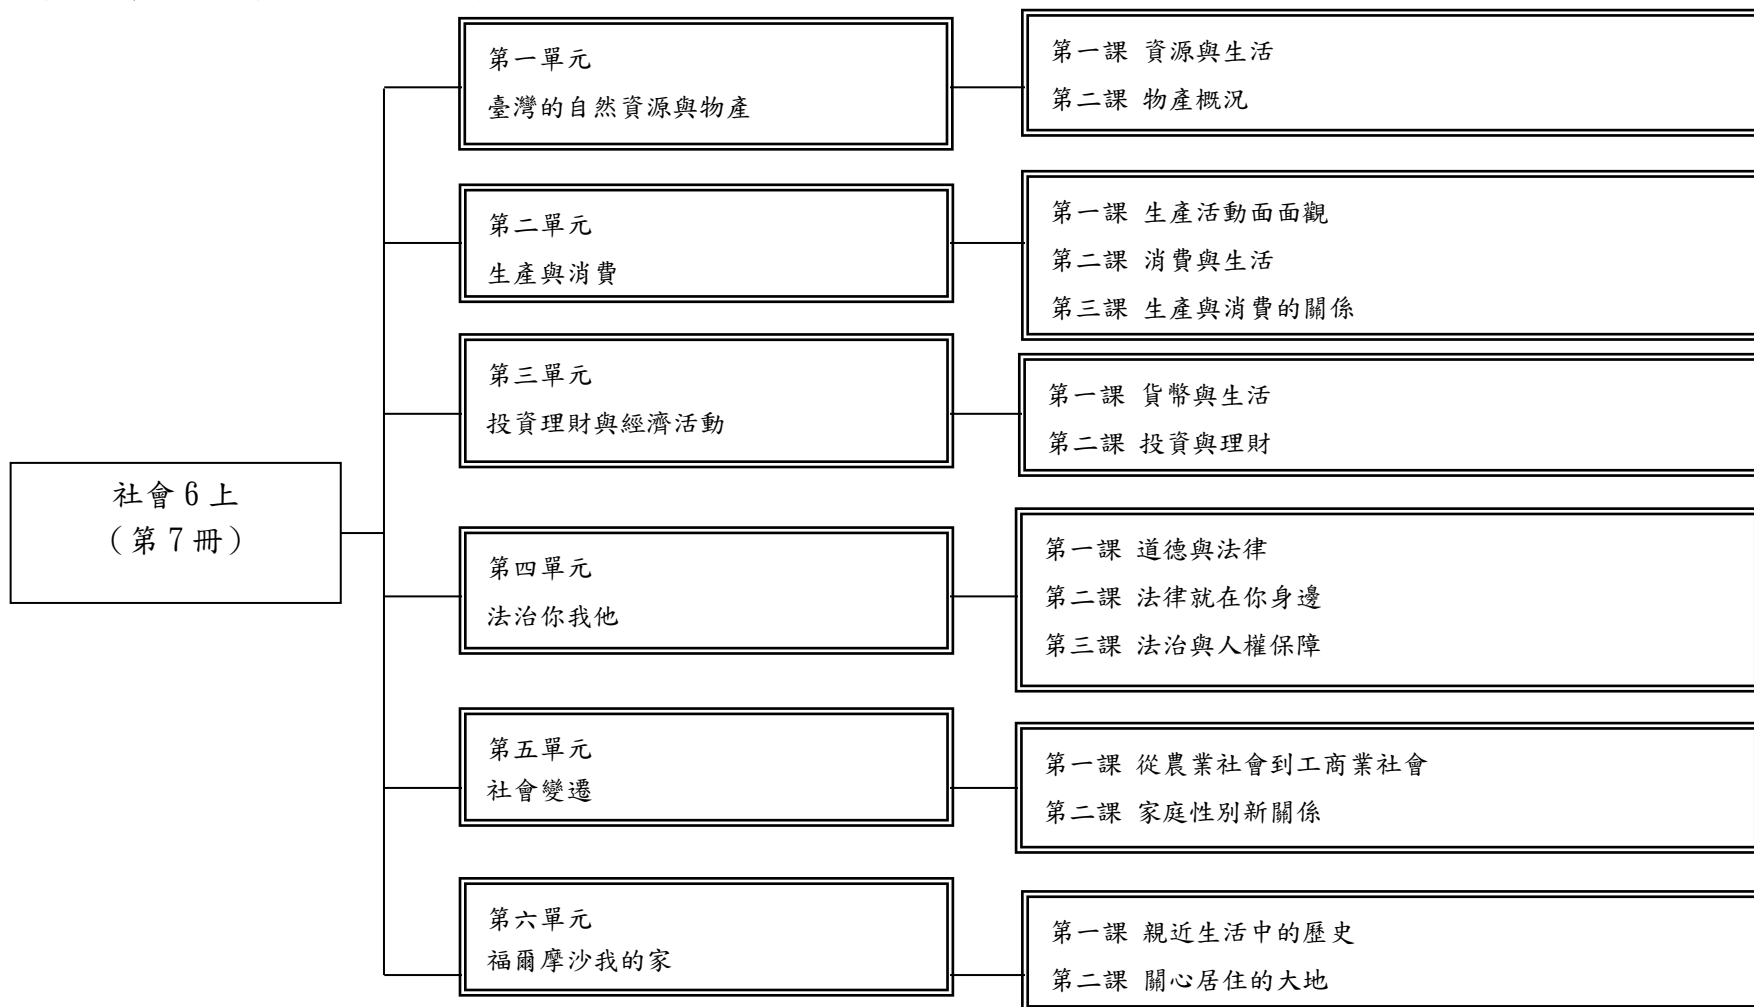 社會6上
(第7冊)
第一單元
臺灣的自然資源與物產
第一課 資源與生活
第二課 物產概況
第二單元
生產與消費
第一課 生產活動面面觀
第二課 消費與生活
第三課 生產與消費的關係
第三單元
投資理財與經濟活動
第一課 貨幣與生活
第二課 投資與理財
第四單元
法治你我他
第一課 道德與法律
第二課 法律就在你身邊
第三課 法治與人權保障
第五單元
社會變遷
第一課 從農業社會到工商業社會
第二課 家庭性別新關係
第六單元
福爾摩沙我的家
第一課 親近生活中的歷史
第二課 關心居住的大地